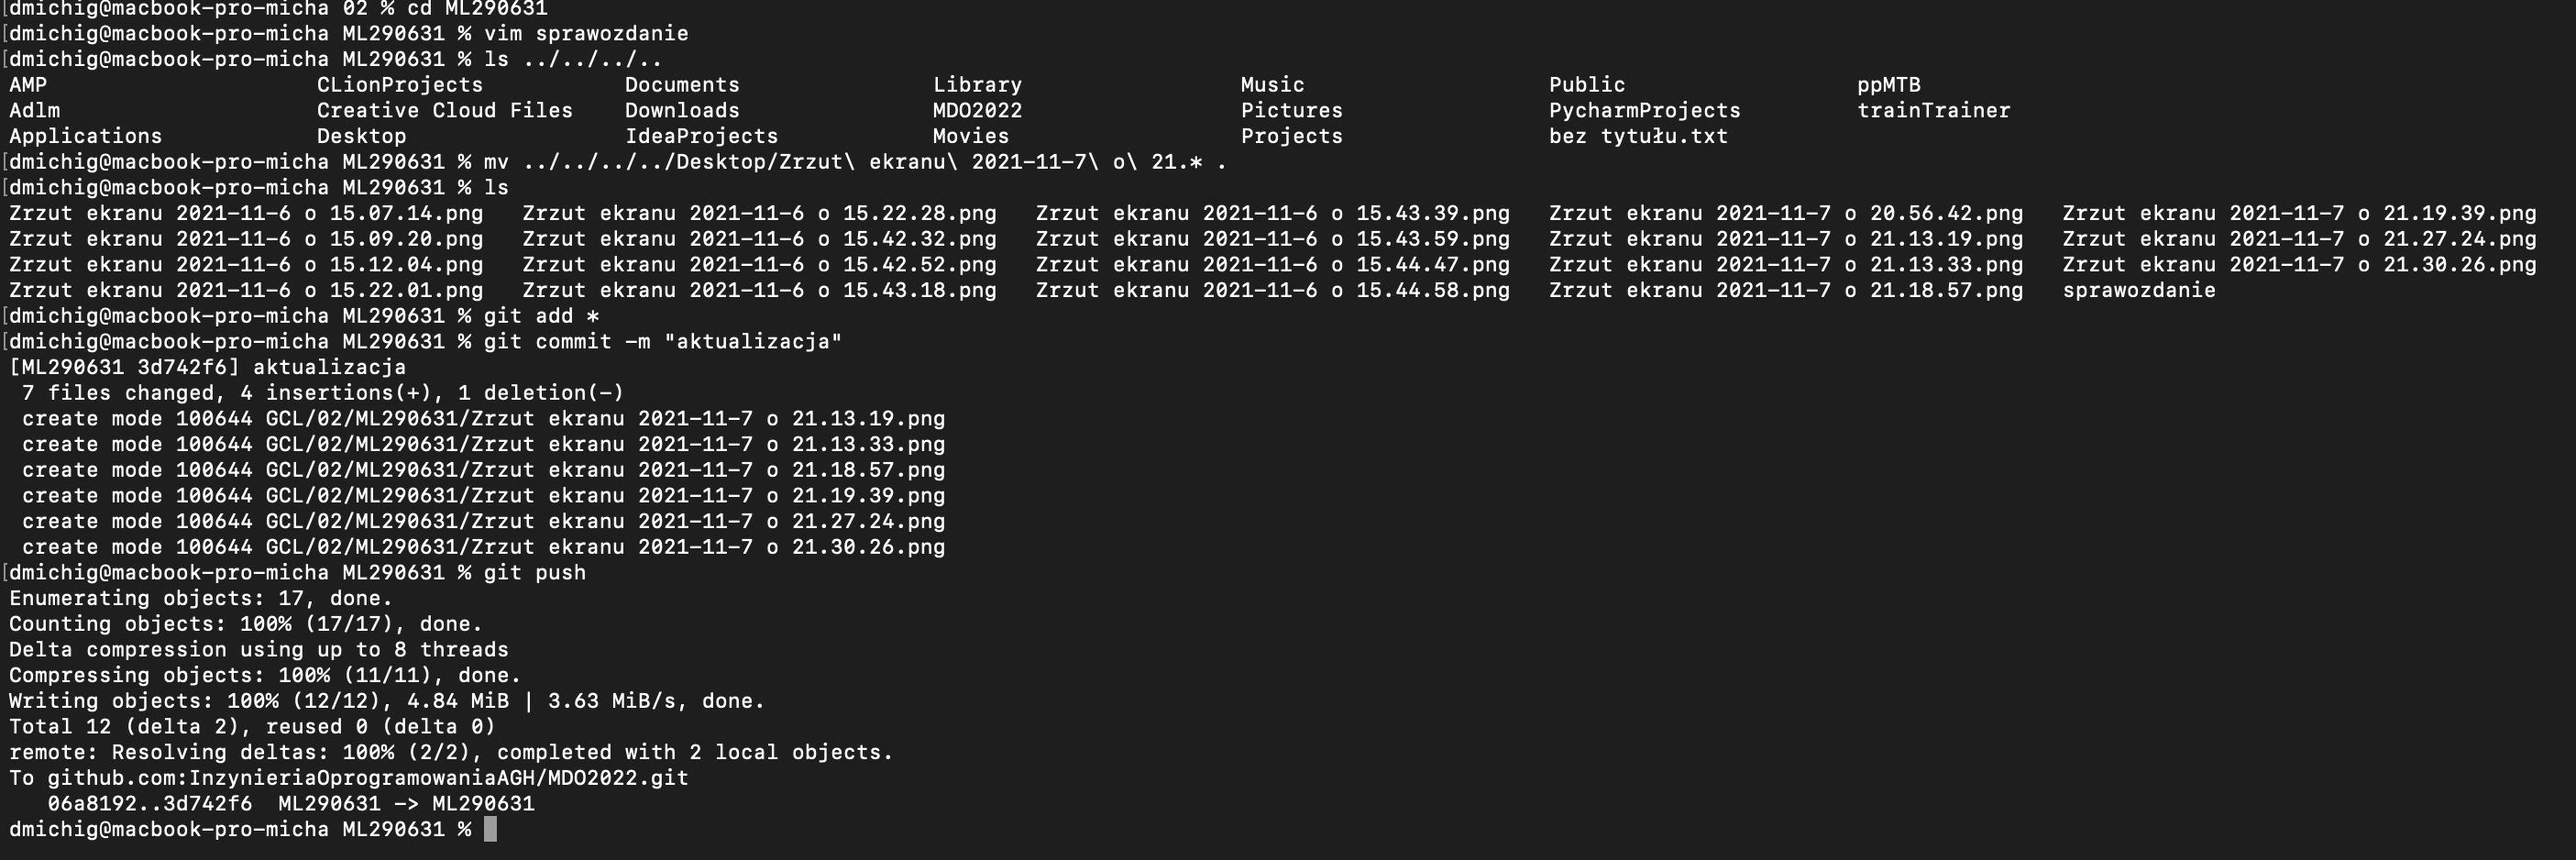 [dmichig@macbook-pro-micha 02 % cd ML290631
[dmichig@macbook-pro-micha ML290631 % vim sprawozdanie
[dmichig@macbook-pro-micha ML290631 % ls ../../../..
AMP CLionProjects Documents Library Music Public ppMTB
Adlm Creative Cloud Files Downloads MDO2022 Pictures PycharmProjects trainTrainer
Applications Desktop IdeaProjects Movies Projects bez tytułu.txt
[dmichig@macbook-pro-micha ML290631 % mv ../../../../Desktop/Zrzut\ ekranu\ 2021-11-7\ o\ 21.* .
[dmichig@macbook-pro-micha ML290631 % ls
Zrzut ekranu 2021-11-6 o 15.07.14.png Zrzut ekranu 2021-11-6 o 15.22.28.png Zrzut ekranu 2021-11-6 o 15.43.39.png Zrzut ekranu 2021-11-7 o 20.56.42.png Zrzut ekranu 2021-11-7 o 21.19.39.png
Zrzut ekranu 2021-11-6 o 15.09.20.png Zrzut ekranu 2021-11-6 o 15.42.32.png Zrzut ekranu 2021-11-6 o 15.43.59.png Zrzut ekranu 2021-11-7 o 21.13.19.png Zrzut ekranu 2021-11-7 o 21.27.24.png
Zrzut ekranu 2021-11-6 o 15.12.04.png Zrzut ekranu 2021-11-6 o 15.42.52.png Zrzut ekranu 2021-11-6 o 15.44.47.png Zrzut ekranu 2021-11-7 o 21.13.33.png Zrzut ekranu 2021-11-7 o 21.30.26.png
Zrzut ekranu 2021-11-6 o 15.22.01.png Zrzut ekranu 2021-11-6 o 15.43.18.png Zrzut ekranu 2021-11-6 o 15.44.58.png Zrzut ekranu 2021-11-7 o 21.18.57.png sprawozdanie
[dmichig@macbook-pro-micha ML290631 % git add *
[dmichig@macbook-pro-micha ML290631 % git commit -m "aktualizacja"
[ML290631 3d742f6] aktualizacja
7 files changed, 4 insertions(+), 1 deletion(-)
create mode 100644 GCL/02/ML290631/Zrzut ekranu 2021-11-7 o 21.13.19.png
create mode 100644 GCL/02/ML290631/Zrzut ekranu 2021-11-7 o 21.13.33.png
create mode 100644 GCL/02/ML290631/Zrzut ekranu 2021-11-7 o 21.18.57.png
create mode 100644 GCL/02/ML290631/Zrzut ekranu 2021-11-7 o 21.19.39.png
create mode 100644 GCL/02/ML290631/Zrzut ekranu 2021-11-7 o 21.27.24.png
create mode 100644 GCL/02/ML290631/Zrzut ekranu 2021-11-7 o 21.30.26.png
[dmichig@macbook-pro-micha ML290631 % git push
Enumerating objects: 17, done.
Counting objects: 100% (17/17), done.
Delta compression using up to 8 threads
Compressing objects: 100% (11/11), done.
Writing objects: 100% (12/12), 4.84 MiB | 3.63 MiB/s, done.
Total 12 (delta 2), reused 0 (delta 0)
remote: Resolving deltas: 100% (2/2), completed with 2 local objects.
To github.com:InzynieriaOprogramowaniaAGH/MDO2022.git
06a8192..3d742f6 ML290631 -> ML290631
dmichig@macbook-pro-micha ML290631 %